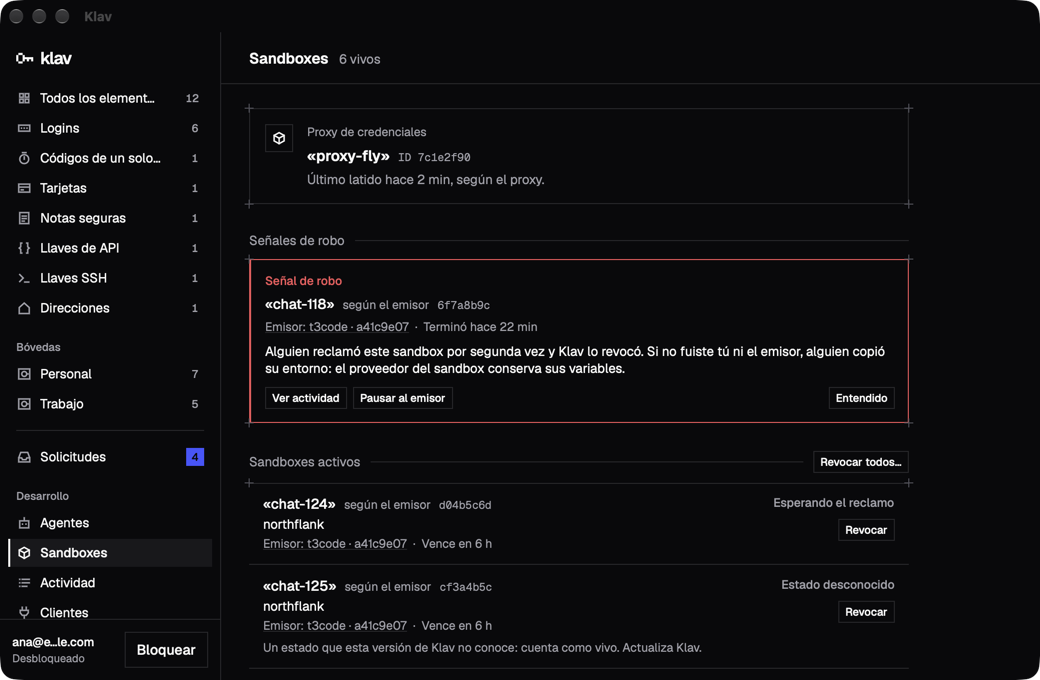 Klav
klav
Todos los element... 12
Logins 6
Códigos de un solo... 1
Tarjetas 1
Notas seguras 1
Llaves de API 1
Llaves SSH 1
Direcciones 1
Bóvedas
Personal 7
Trabajo 5
Solicitudes 4
Desarrollo
Agentes
Sandboxes
Actividad
Clientes
ana@e...le.com
Desbloqueado
Bloquear
Sandboxes 6 vivos
Proxy de credenciales
«proxy-fly» ID 7c1e2f90
Último latido hace 2 min, según el proxy.
Señales de robo
Señal de robo
«chat-118» según el emisor 6f7a8b9c
Emisor: t3code · a41c9e07 · Terminó hace 22 min
Alguien reclamó este sandbox por segunda vez y Klav lo revocó. Si no fuiste tú ni el emisor, alguien copió
su entorno: el proveedor del sandbox conserva sus variables.
Ver actividad Pausar al emisor Entendido
Sandboxes activos Revocar todos...
«chat-124» según el emisor d04b5c6d Esperando el reclamo
northflank Revocar
Emisor: t3code · a41c9e07 · Vence en 6 h
«chat-125» según el emisor cf3a4b5c Estado desconocido
northflank Revocar
Emisor: t3code · a41c9e07 · Vence en 6 h
Un estado que esta versión de Klav no conoce: cuenta como vivo. Actualiza Klav.